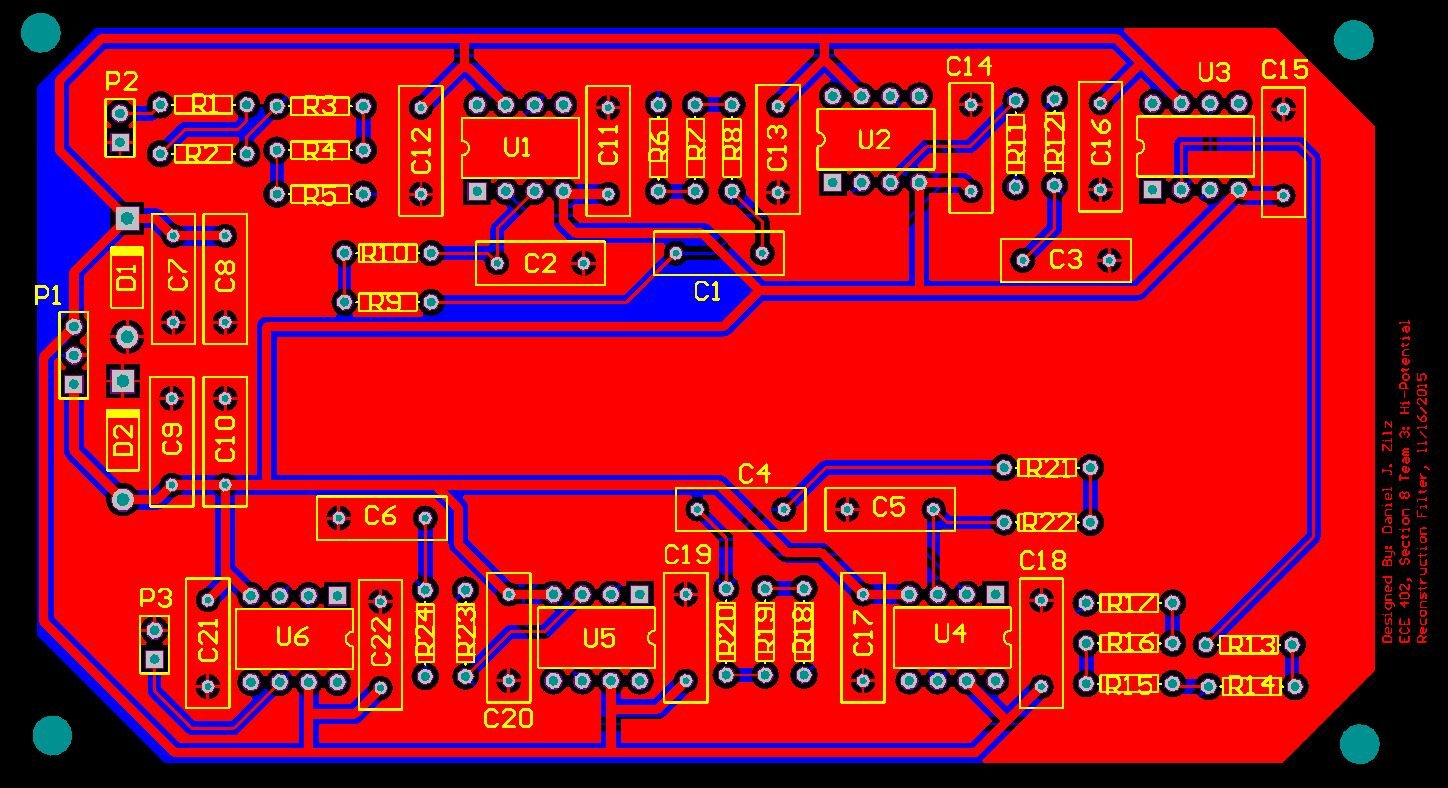 P2
R1
R3
R2
R4
R5
C12
U1
C11
R6
R7
R8
C13
U2
C14
R11
R12
C16
U3
C15
D1
C7
C8
R10
C2
C1
C3
P1
R9
D2
C9
C10
C6
C4
C5
R21
R22
P3
C21
U6
C22
R24
R23
C20
U5
C19
R20
R19
R18
C17
U4
C18
R17
R16
R15
R13
R14
Designed By: Daniel J. Zilz
ECE 402, Section 8 Team 3: Hi-Potential
Reconstruction Filter, 11/16/2015